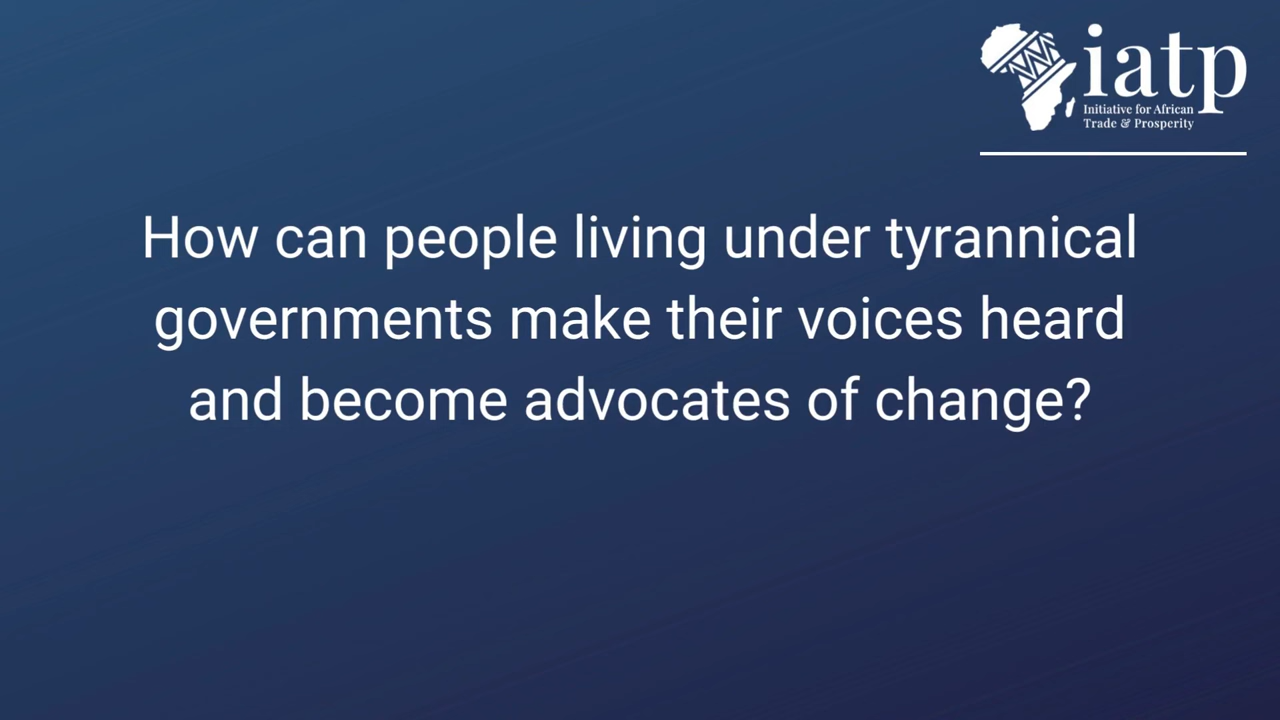 iatp
Initiative for African
Trade & Prosperity
How can people living under tyrannical
governments make their voices heard
and become advocates of change?